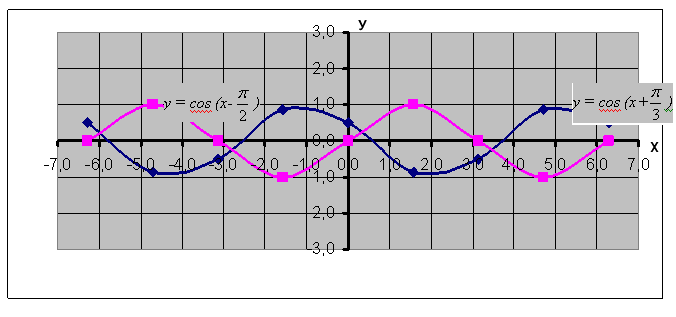 y
3,0
2,0
1,0
y = cos (x- π/2 )
y = cos (x+ π/3 )
0,0
x
-7,0 -6,0 -5,0 -4,0 -3,0 -2,0 -1,0 0,0 1,0 2,0 3,0 4,0 5,0 6,0 7,0
-1,0
-2,0
-3,0